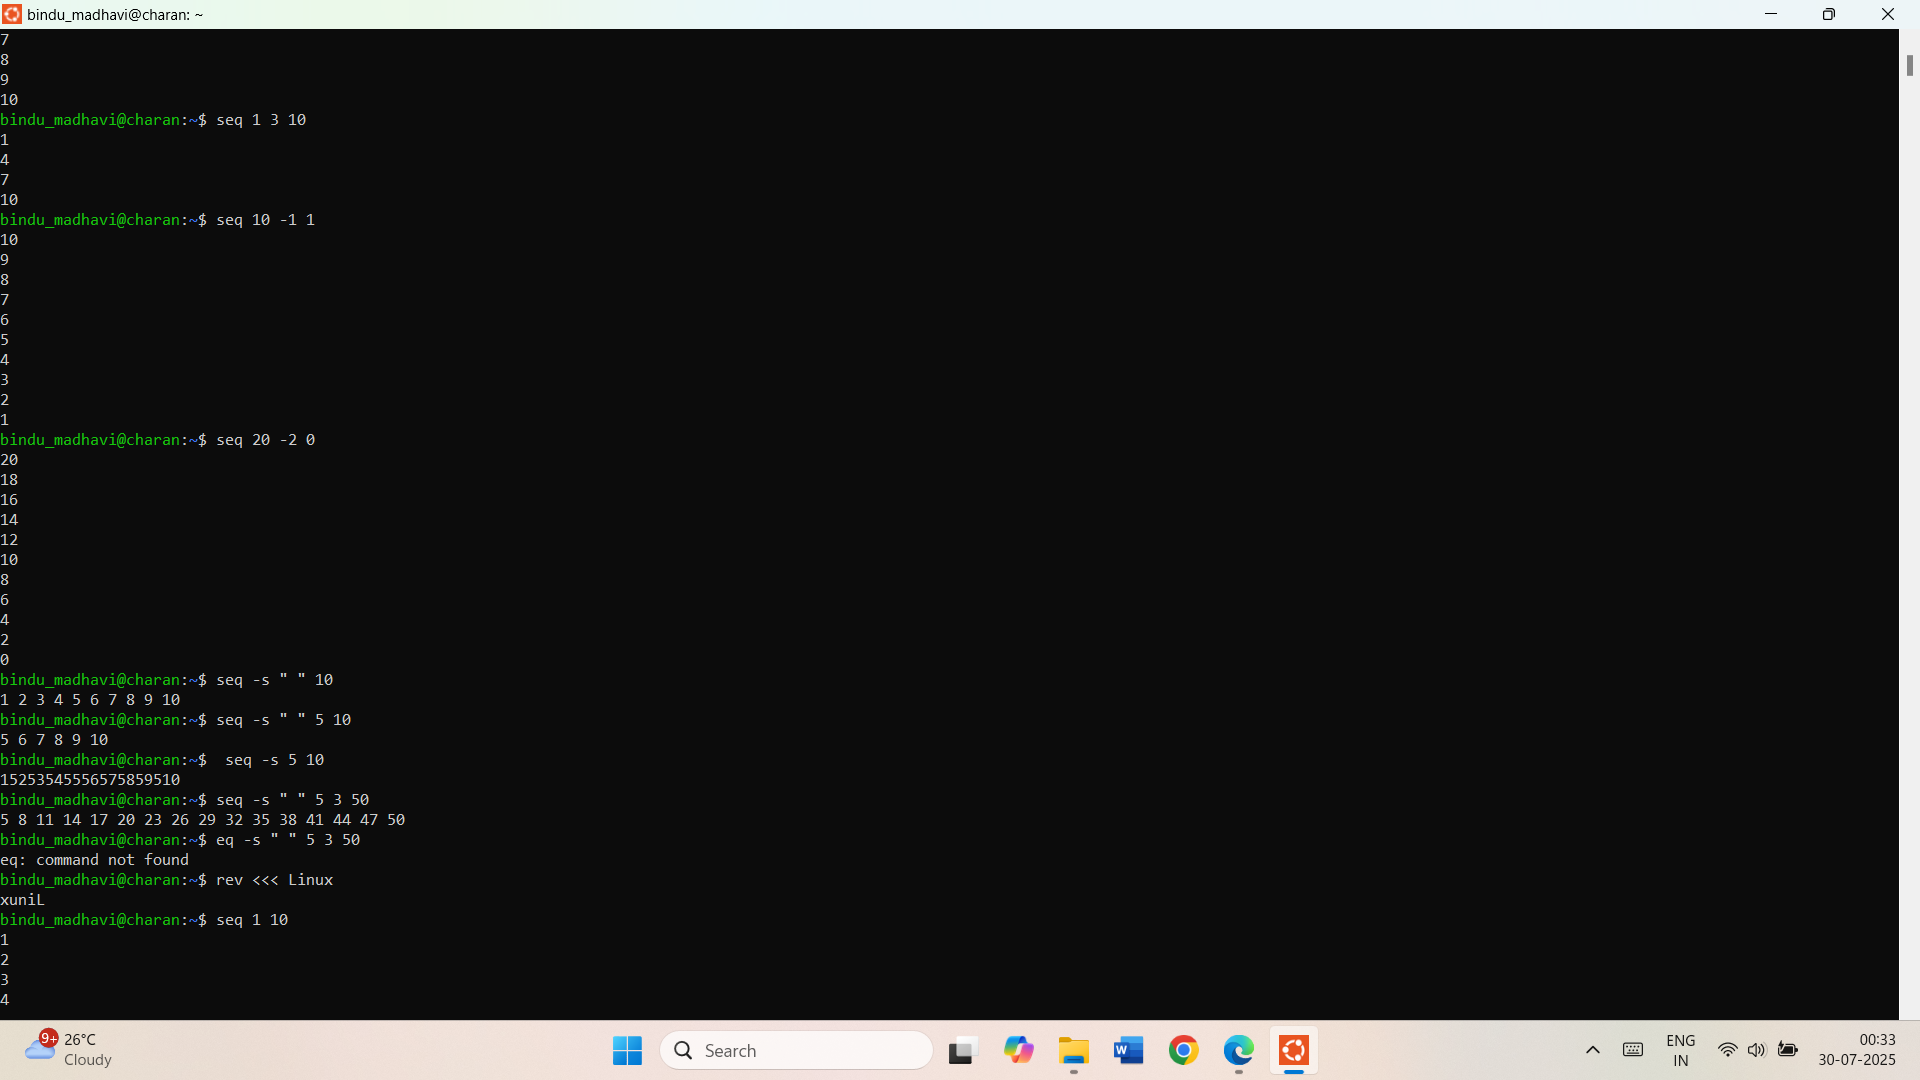 bindu_madhavi@charan: ~
7
8
9
10
bindu_madhavi@charan:~$ seq 1 3 10
1
4
7
10
bindu_madhavi@charan:~$ seq 10 -1 1
10
9
8
7
6
5
4
3
2
1
bindu_madhavi@charan:~$ seq 20 -2 0
20
18
16
14
12
10
8
6
4
2
0
bindu_madhavi@charan:~$ seq -s " " 10
1 2 3 4 5 6 7 8 9 10
bindu_madhavi@charan:~$ seq -s " " 5 10
5 6 7 8 9 10
bindu_madhavi@charan:~$  seq -s 5 10
15253545556575859510
bindu_madhavi@charan:~$ seq -s " " 5 3 50
5 8 11 14 17 20 23 26 29 32 35 38 41 44 47 50
bindu_madhavi@charan:~$ eq -s " " 5 3 50
eq: command not found
bindu_madhavi@charan:~$ rev <<< Linux
xuniL
bindu_madhavi@charan:~$ seq 1 10
1
2
3
4
9+
26°C
Cloudy
Search
W
ENG
IN
00:33
30-07-2025